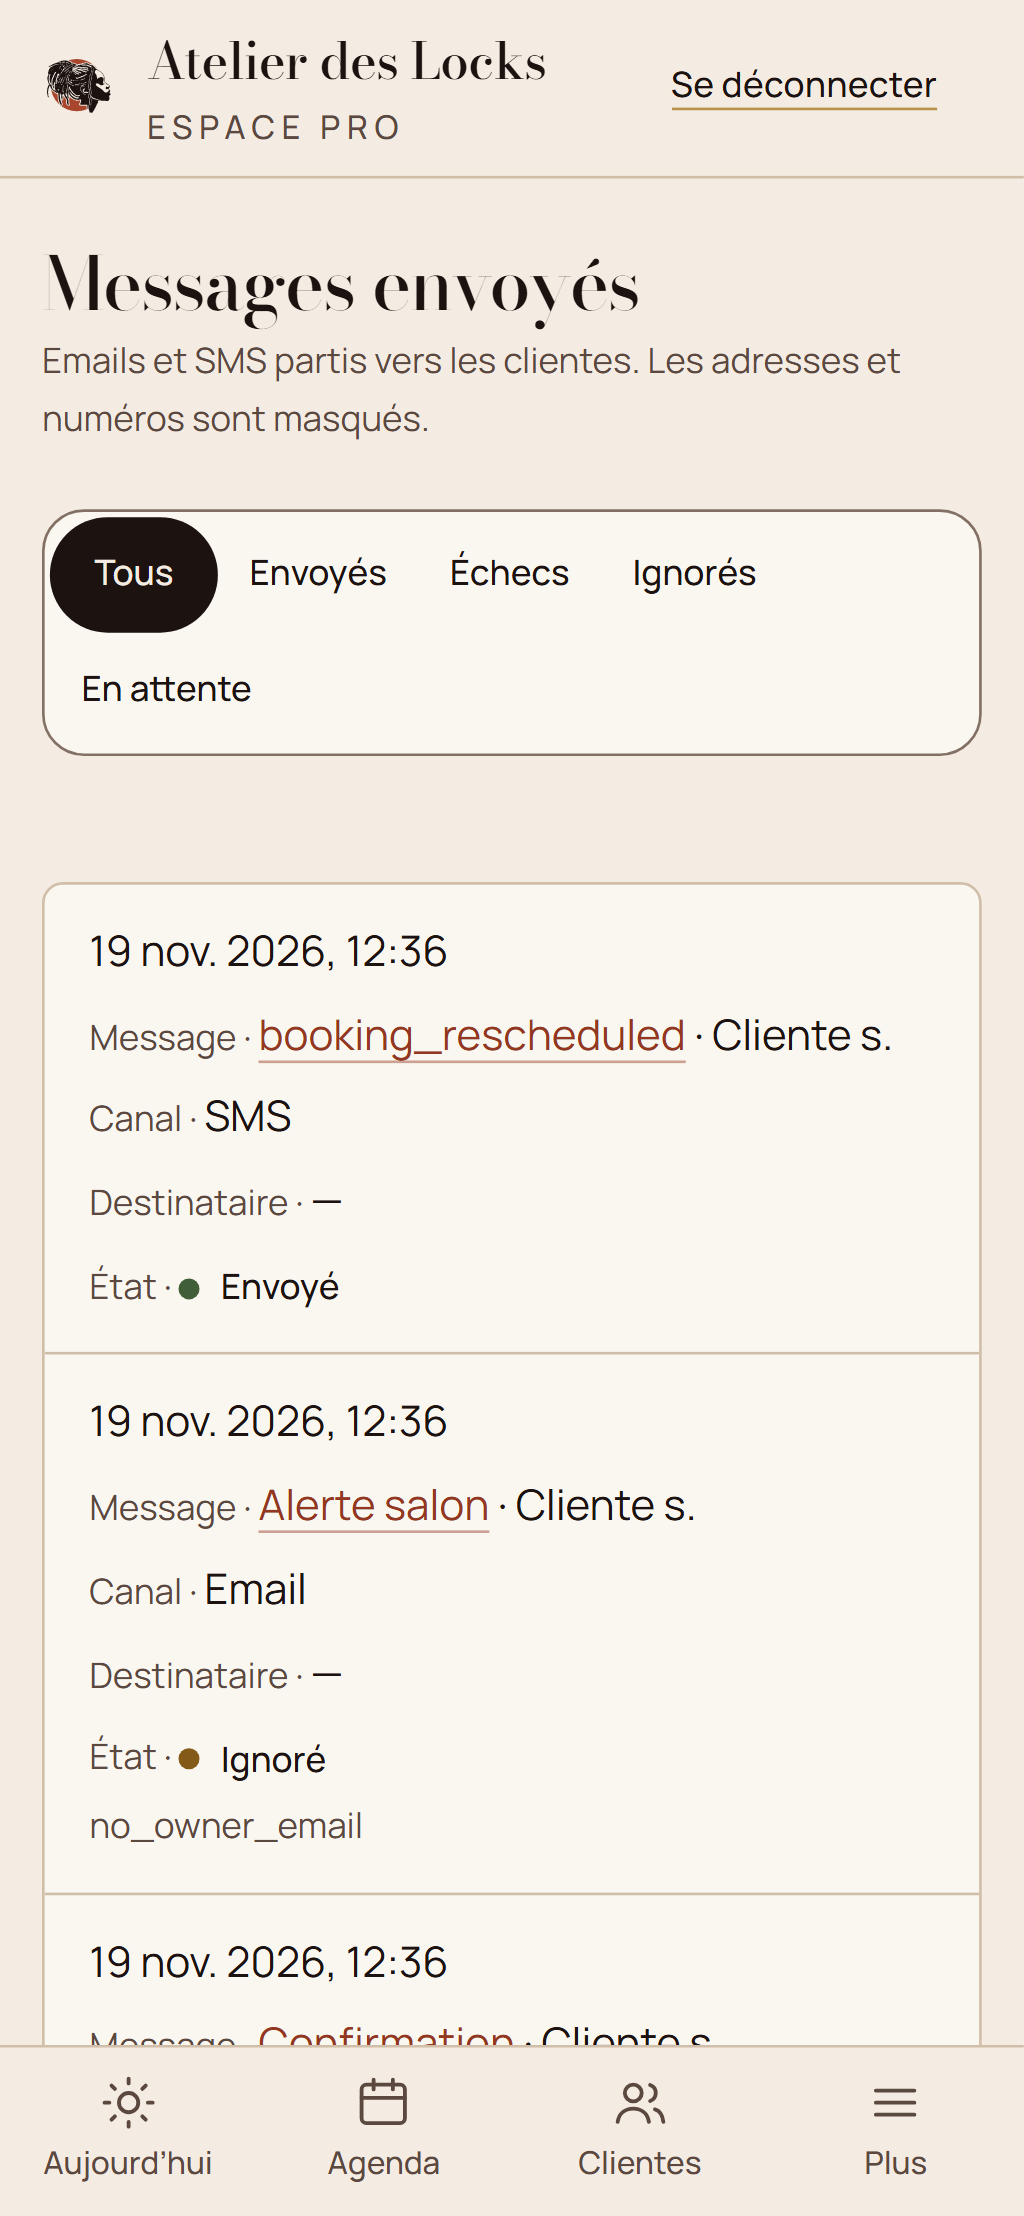 Atelier des Locks
ESPACE PRO
Se déconnecter
Messages envoyés
Emails et SMS partis vers les clientes. Les adresses et
numéros sont masqués.
Tous Envoyés Échecs Ignorés
En attente
19 nov. 2026, 12:36
Message · booking_rescheduled · Cliente s.
Canal · SMS
Destinataire · —
État · Envoyé
19 nov. 2026, 12:36
Message · Alerte salon · Cliente s.
Canal · Email
Destinataire · —
État · Ignoré
no_owner_email
19 nov. 2026, 12:36
Message · Confirmation · Cliente s.
Aujourd’hui Agenda Clientes Plus